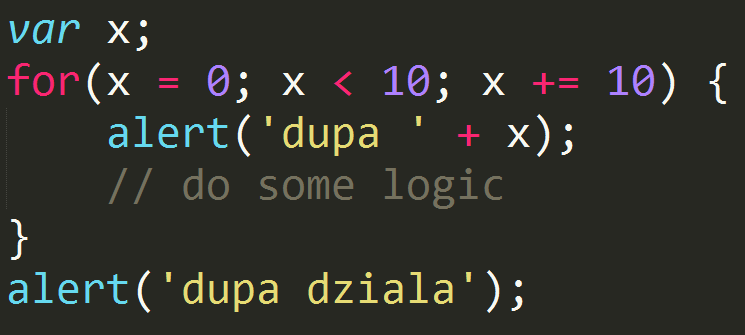 var x;
for(x = 0; x < 10; x += 10) {
    alert('dupa ' + x);
    // do some logic
}
alert('dupa dziala');